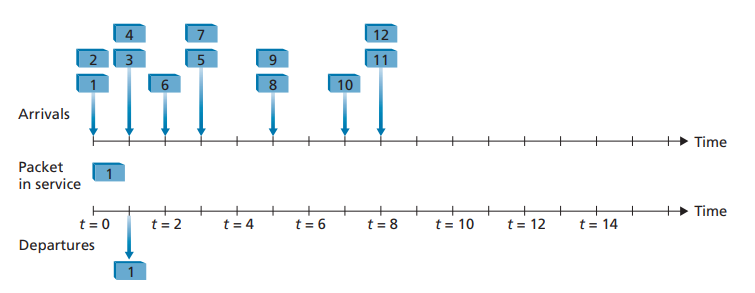 4 7 12
2 3 5 9 11
1 6 8 10
Arrivals
Time
Packet
in service
1
Time
t = 0 t = 2 t = 4 t = 6 t = 8 t = 10 t = 12 t = 14
Departures
1